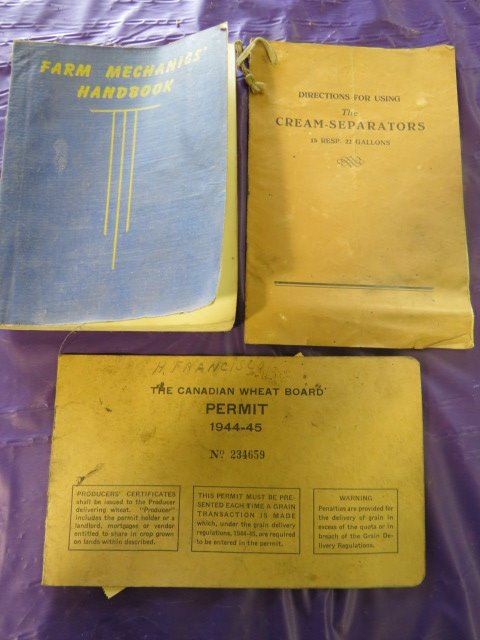 FARM MECHANICS'
HANDBOOK
DIRECTIONS FOR USING
The
CREAM-SEPARATORS
15 RESP. 22 GALLONS
H. FRANCIS
THE CANADIAN WHEAT BOARD
PERMIT
1944-45
No 234659
PRODUCERS' CERTIFICATES
shall be issued to the Producer
delivering wheat. "Producer"
includes the permit holder or a
landlord, mortgagee or vendor
entitled to share in crop grown
on lands within described.
THIS PERMIT MUST BE PRE-
SENTED EACH TIME A GRAIN
TRANSACTION IS MADE
which, under the grain delivery
regulations, 1944-45, are required
to be entered in the permit.
WARNING
Penalties are provided for
the delivery of grain in
excess of the quota or in
breach of the Grain De-
livery Regulations.